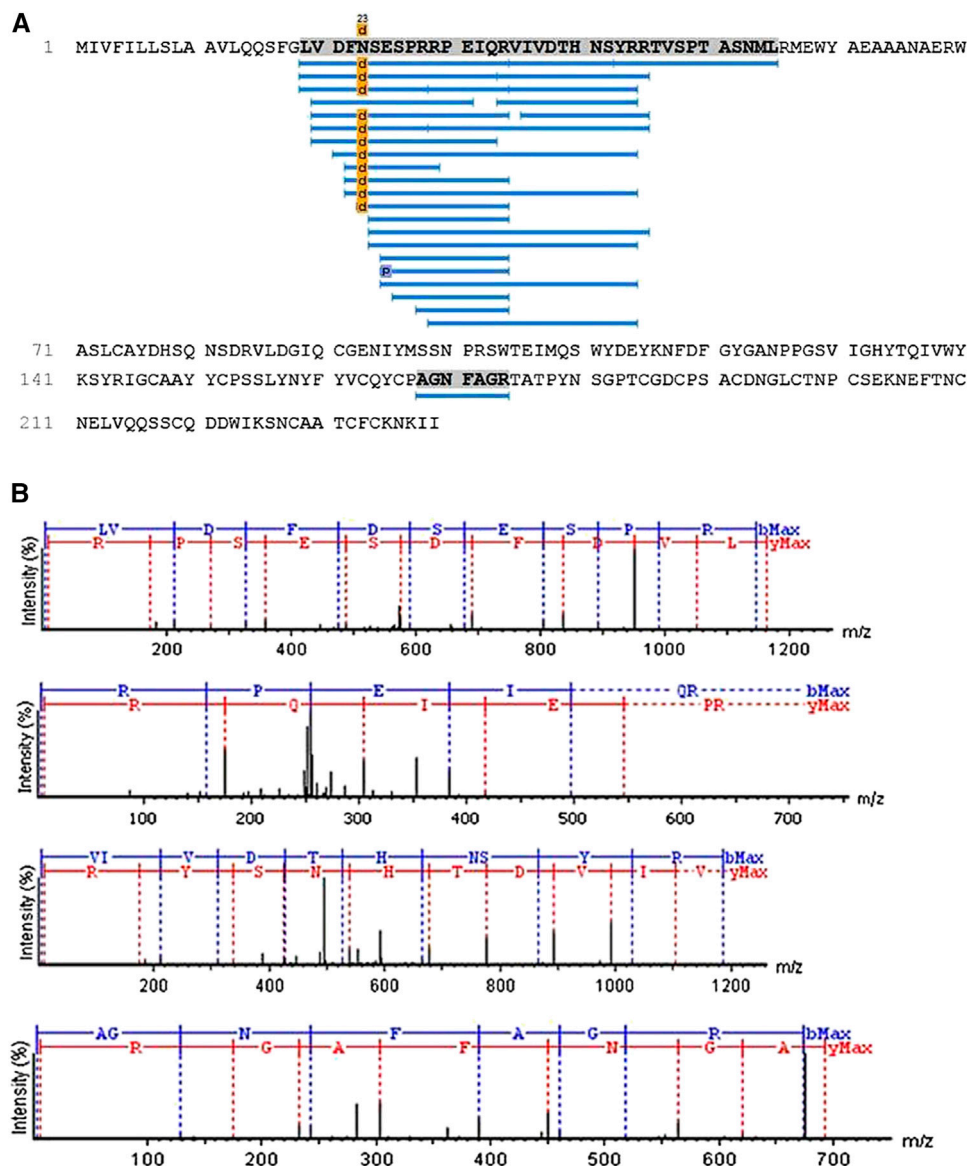 A
23
d
1 MIVFILLSLA AVLQQSFGLVD FNSESPRRP EIQRVIVDTH NSYRRTVSPT ASNMLRMEWY AEAAANAERW
d
d
d
d
d
d
d
d
d
d
d
p
71 ASLCAYDHSQ NSDRVLDGIQ CGENIYMSSN PRSWTEIMQS WYDEYKNFDF GYGANPPGSV IGHYTQIVWY
141 KSYRIGCAAY YCPSSLYNYF YVCQYCPAGN FAGRTATPYN SGPTCGDCPS ACDNGLCTNP CSEKNEFTNC
211 NELVQQSSCQ DDWIKSNCAA TCFCKNKII
B
LV D F D S E S P R bMax
R P S E S D F D V L yMax
Intensity (%)
200 400 600 800 1000 1200 m/z
R P E I QR bMax
R Q I E PR yMax
Intensity (%)
100 200 300 400 500 600 700 m/z
VI V D T H NS Y R bMax
R Y S N H T D V I V yMax
Intensity (%)
200 400 600 800 1000 1200 m/z
AG N F A G R bMax
R G A F N G A yMax
Intensity (%)
100 200 300 400 500 600 700 m/z